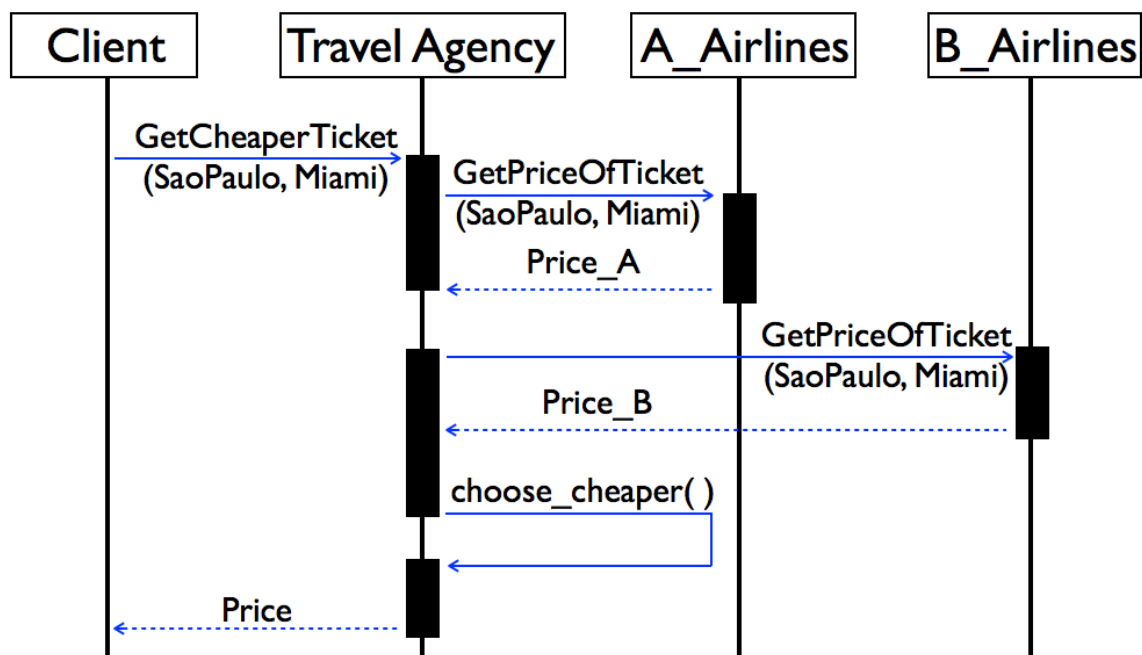 Client
Travel Agency
A_Airlines
B_Airlines
GetCheaperTicket
(SaoPaulo, Miami)
GetPriceOfTicket
(SaoPaulo, Miami)
Price_A
GetPriceOfTicket
(SaoPaulo, Miami)
Price_B
choose_cheaper( )
Price